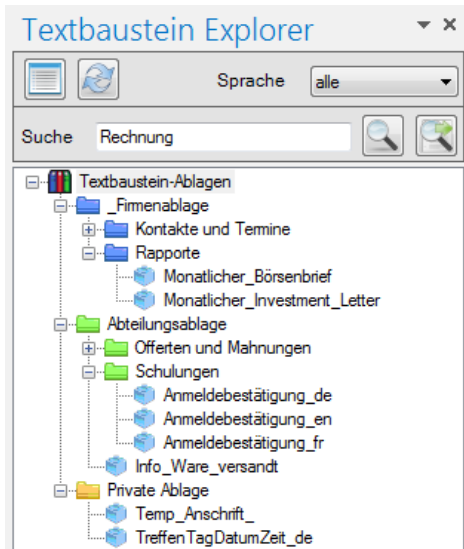 Textbaustein Explorer
Sprache alle
Suche Rechnung
Textbaustein-Ablagen
_Firmenablage
Kontakte und Termine
Rapporte
Monatlicher_Börsenbrief
Monatlicher_Investment_Letter
Abteilungsablage
Offerten und Mahnungen
Schulungen
Anmeldebestätigung_de
Anmeldebestätigung_en
Anmeldebestätigung_fr
Info_Ware_versandt
Private Ablage
Temp_Anschrift_
TreffenTagDatumZeit_de